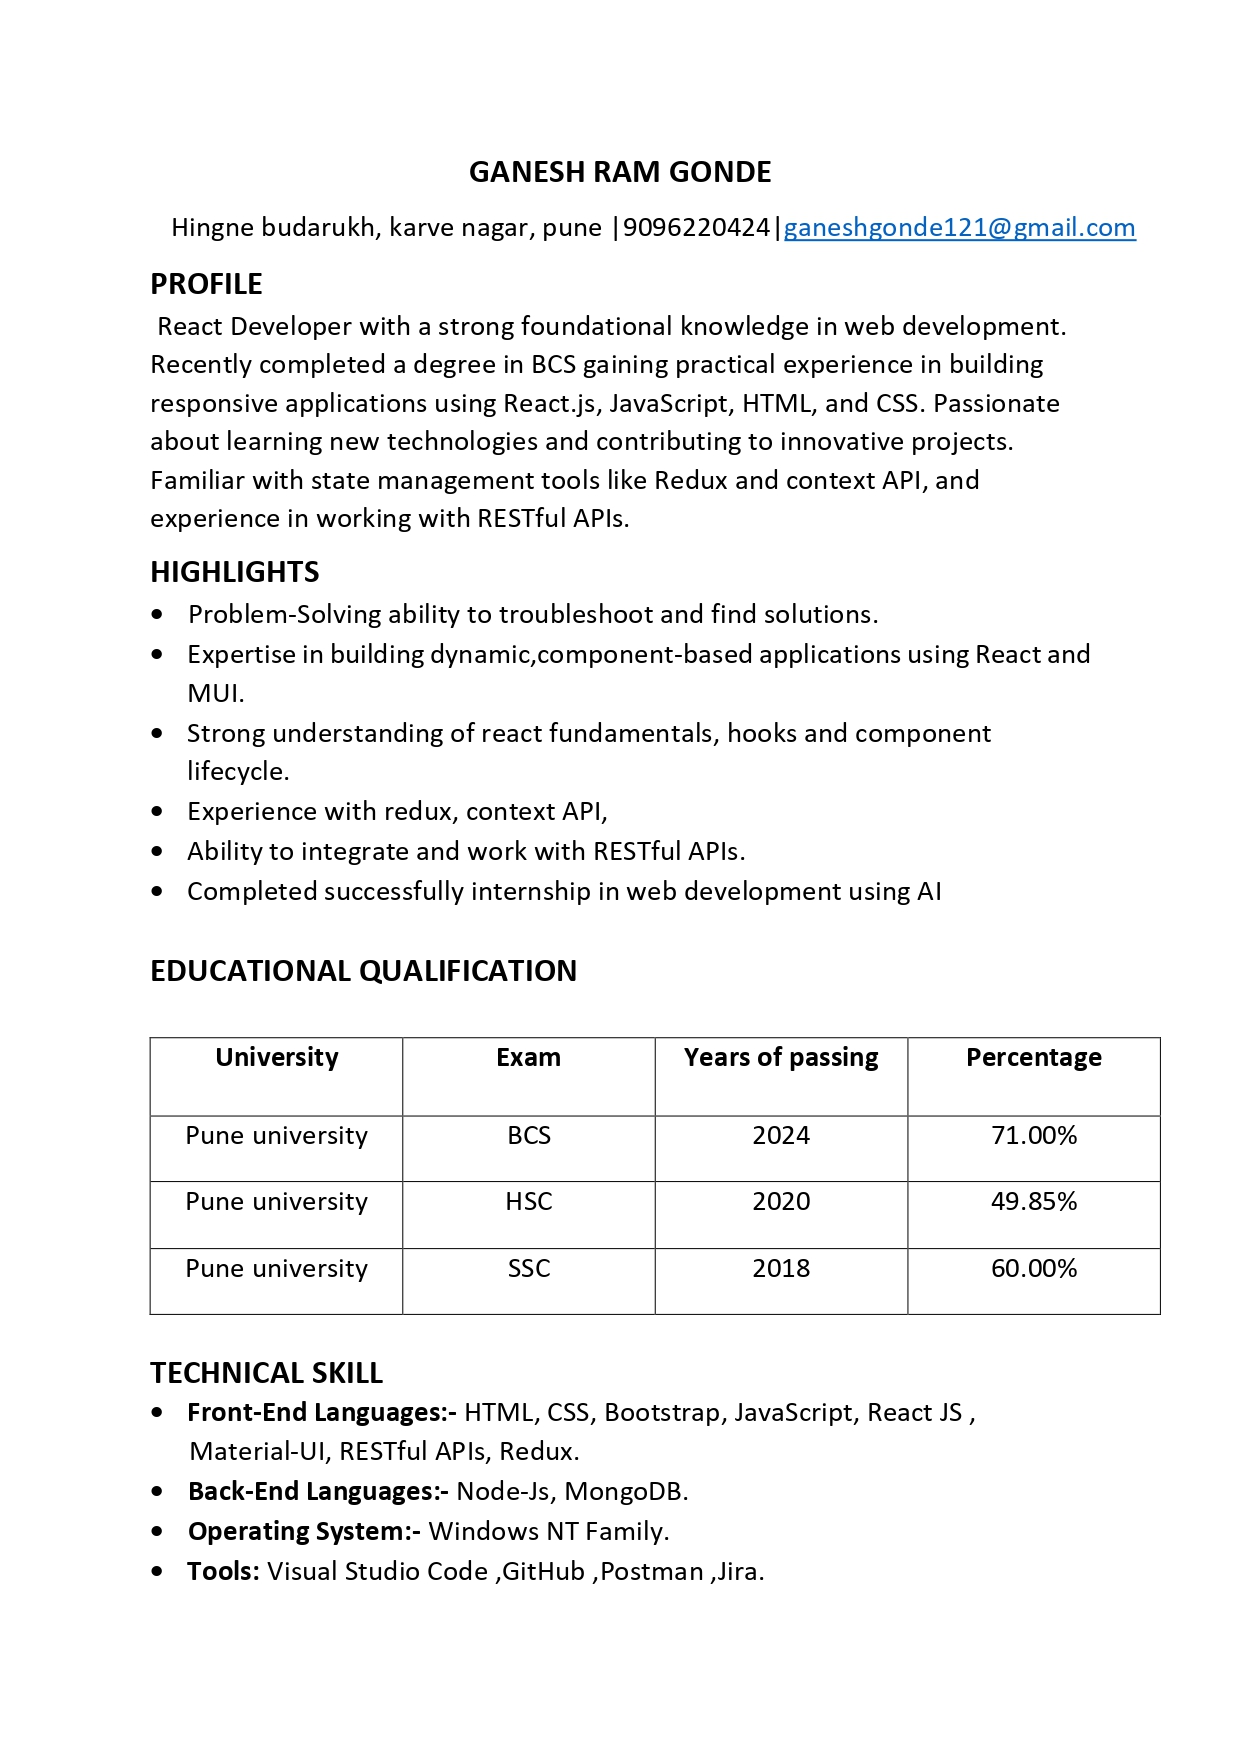 GANESH RAM GONDE
Hingne budarukh, karve nagar, pune |9096220424|ganeshgonde121@gmail.com
PROFILE
React Developer with a strong foundational knowledge in web development.
Recently completed a degree in BCS gaining practical experience in building
responsive applications using React.js, JavaScript, HTML, and CSS. Passionate
about learning new technologies and contributing to innovative projects.
Familiar with state management tools like Redux and context API, and
experience in working with RESTful APIs.
HIGHLIGHTS
• Problem-Solving ability to troubleshoot and find solutions.
• Expertise in building dynamic,component-based applications using React and
MUI.
• Strong understanding of react fundamentals, hooks and component
lifecycle.
• Experience with redux, context API,
• Ability to integrate and work with RESTful APIs.
• Completed successfully internship in web development using AI
EDUCATIONAL QUALIFICATION
University Exam Years of passing Percentage
Pune university BCS 2024 71.00%
Pune university HSC 2020 49.85%
Pune university SSC 2018 60.00%
TECHNICAL SKILL
• Front-End Languages:- HTML, CSS, Bootstrap, JavaScript, React JS ,
Material-UI, RESTful APIs, Redux.
• Back-End Languages:- Node-Js, MongoDB.
• Operating System:- Windows NT Family.
• Tools: Visual Studio Code ,GitHub ,Postman ,Jira.